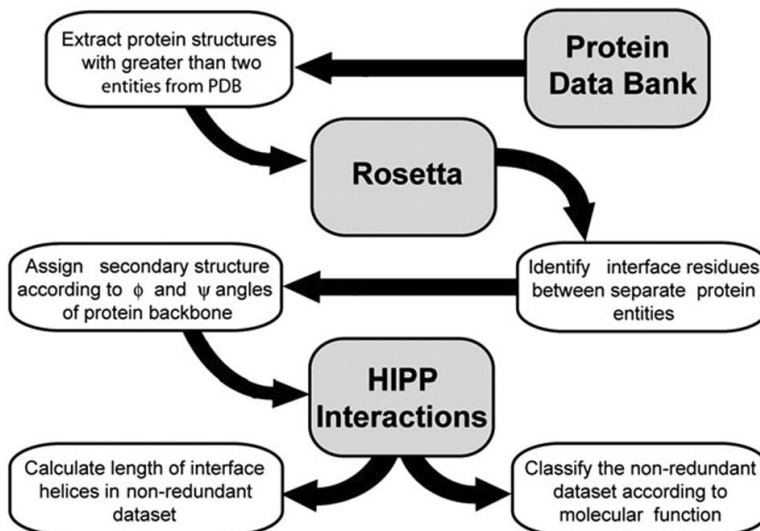 Protein
Data Bank
Extract protein structures
with greater than two
entities from PDB
Rosetta
Identify interface residues
between separate protein
entities
Assign secondary structure
according to ϕ and ψ angles
of protein backbone
HIPP
Interactions
Calculate length of interface
helices in non-redundant
dataset
Classify the non-redundant
dataset according to
molecular function